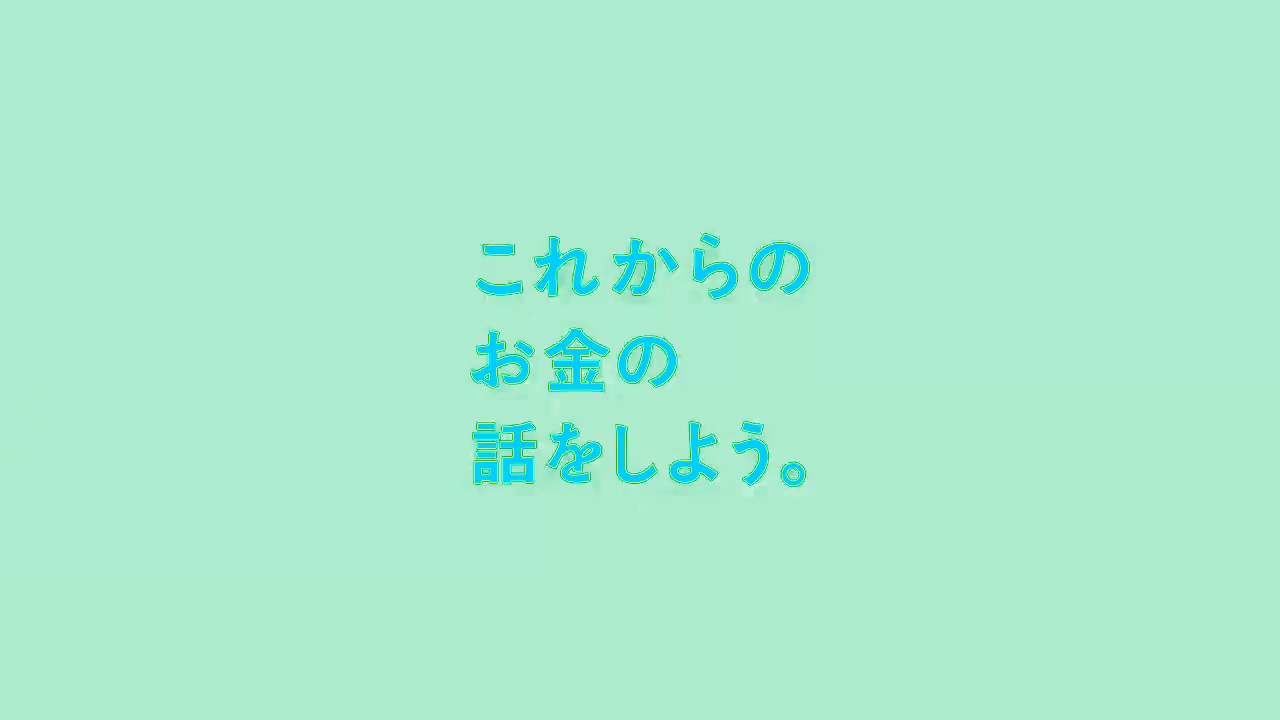 これからの
お金の
話をしよう。